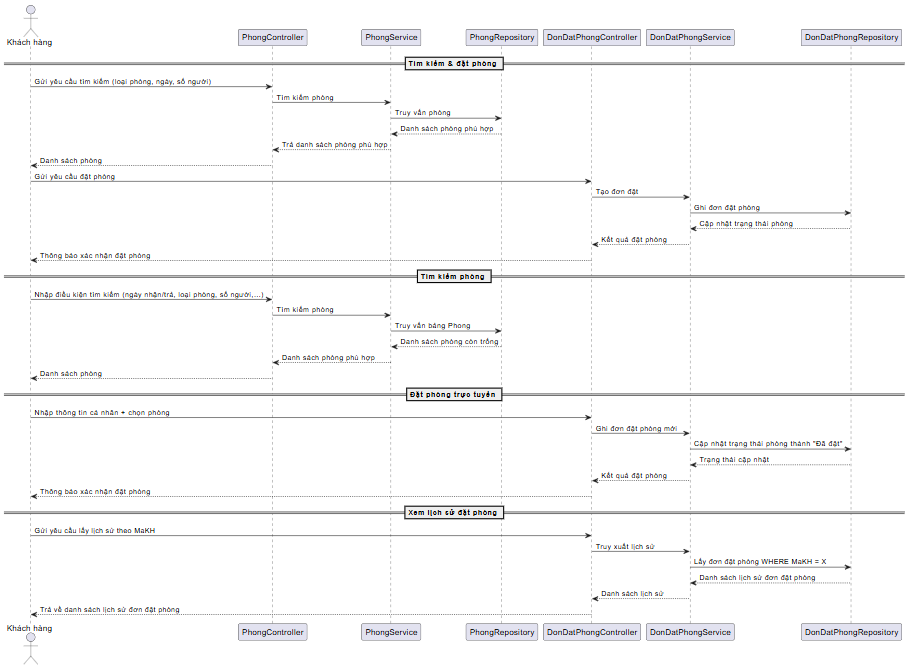 Khách hàng
PhongController
PhongService
PhongRepository
DonDatPhongController
DonDatPhongService
DonDatPhongRepository
Tìm kiếm & đặt phòng
Gửi yêu cầu tìm kiếm (loại phòng, ngày, số người)
Tìm kiếm phòng
Truy vấn phòng
Danh sách phòng phù hợp
Trả danh sách phòng phù hợp
Danh sách phòng
Gửi yêu cầu đặt phòng
Tạo đơn đặt
Ghi đơn đặt phòng
Cập nhật trạng thái phòng
Kết quả đặt phòng
Thông báo xác nhận đặt phòng
Tìm kiếm phòng
Nhập điều kiện tìm kiếm (ngày nhận/trả, loại phòng, số người,...)
Tìm kiếm phòng
Truy vấn bảng Phong
Danh sách phòng còn trống
Danh sách phòng phù hợp
Danh sách phòng
Đặt phòng trực tuyến
Nhập thông tin cá nhân + chọn phòng
Ghi đơn đặt phòng mới
Cập nhật trạng thái phòng thành "Đã đặt"
Trạng thái cập nhật
Kết quả đặt phòng
Thông báo xác nhận đặt phòng
Xem lịch sử đặt phòng
Gửi yêu cầu lấy lịch sử theo MaKH
Truy xuất lịch sử
Lấy đơn đặt phòng WHERE MaKH = X
Danh sách lịch sử đơn đặt phòng
Danh sách lịch sử
Trả về danh sách lịch sử đơn đặt phòng
Khách hàng
PhongController
PhongService
PhongRepository
DonDatPhongController
DonDatPhongService
DonDatPhongRepository